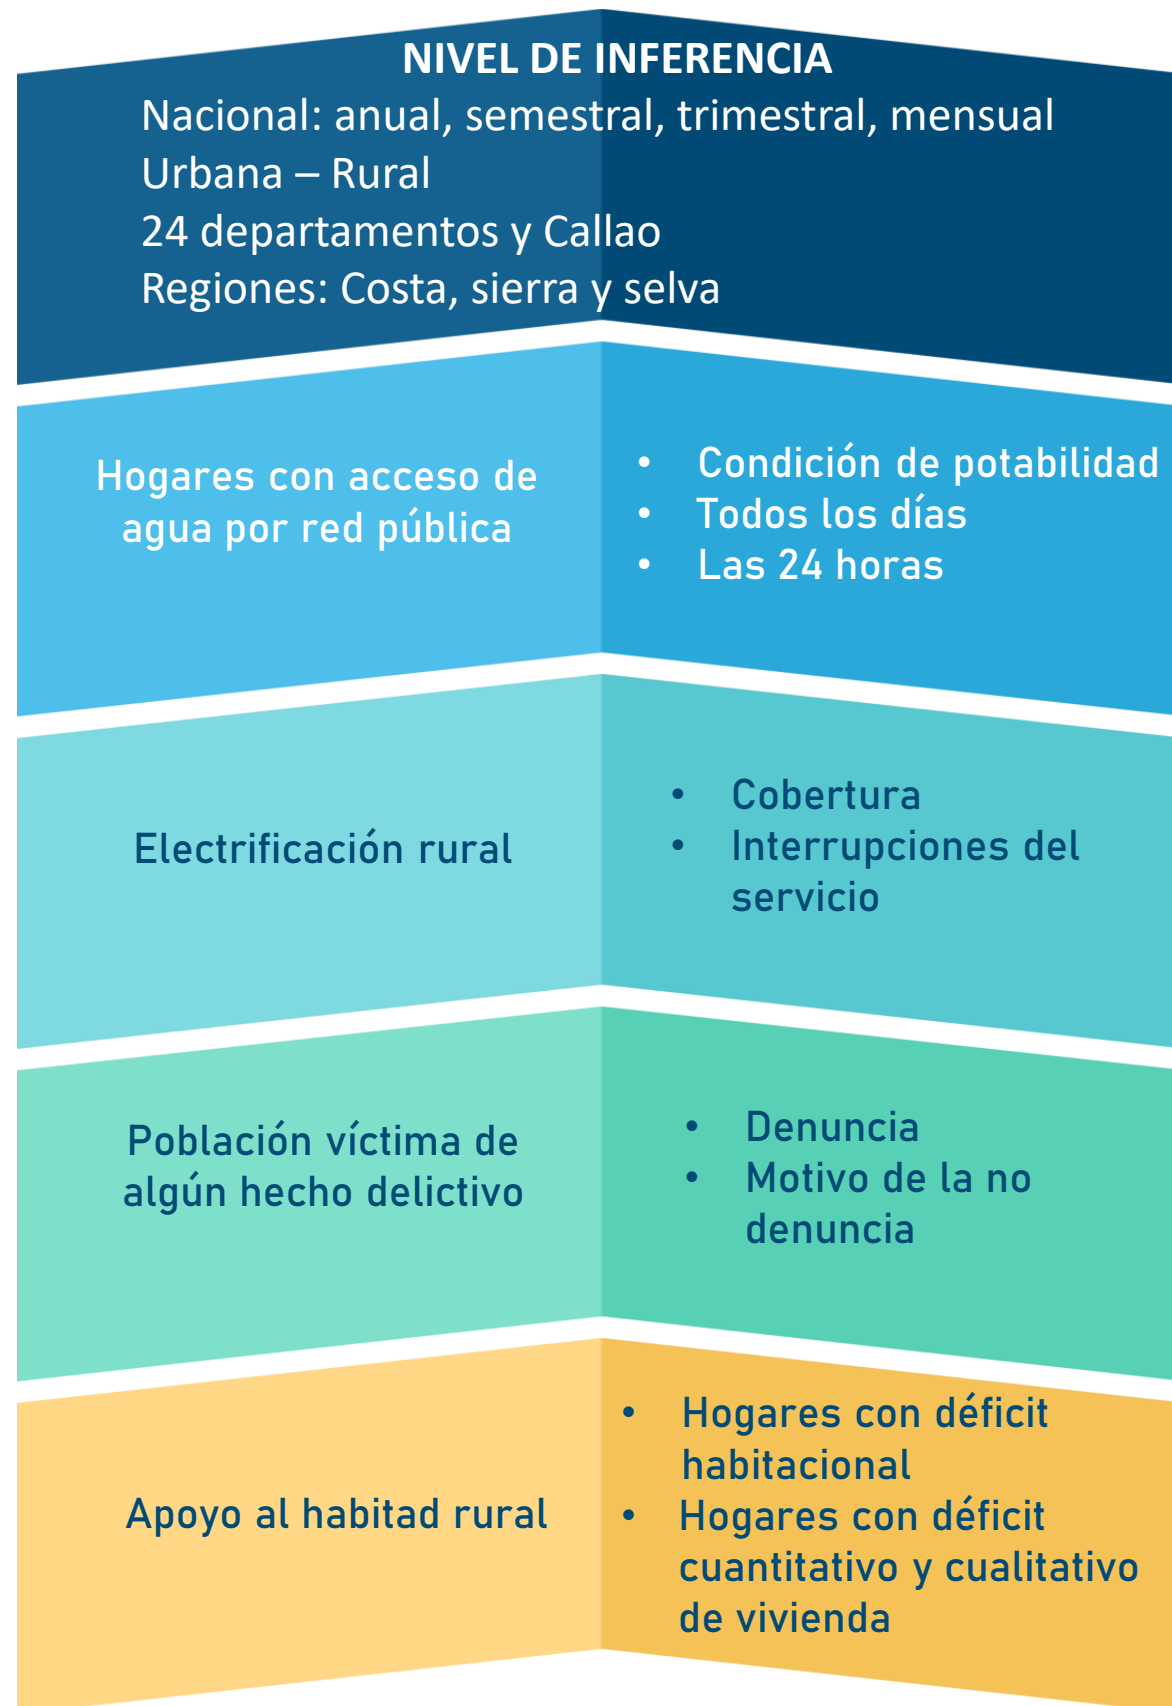 NIVEL DE INFERENCIA
Nacional: anual, semestral, trimestral, mensual
Urbana – Rural
24 departamentos y Callao
Regiones: Costa, sierra y selva
Hogares con acceso de
agua por red pública
• Condición de potabilidad
• Todos los días
• Las 24 horas
Electrificación rural
• Cobertura
• Interrupciones del
servicio
Población víctima de
algún hecho delictivo
• Denuncia
• Motivo de la no
denuncia
Apoyo al habitad rural
• Hogares con déficit
habitacional
• Hogares con déficit
cuantitativo y cualitativo
de vivienda